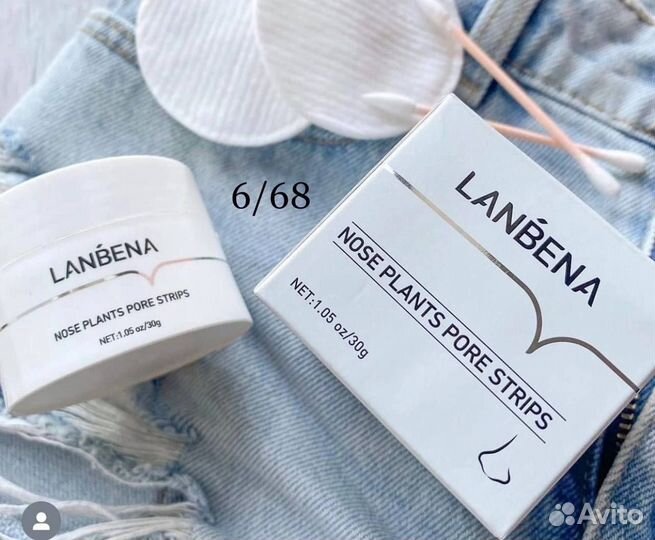 6/68
LANBENA
NOSE PLANTS PORE STRIPS
NET:1.05 oz/30g
LANBENA
NOSE PLANTS PORE STRIPS
NET:1.05 oz/30g
Avito